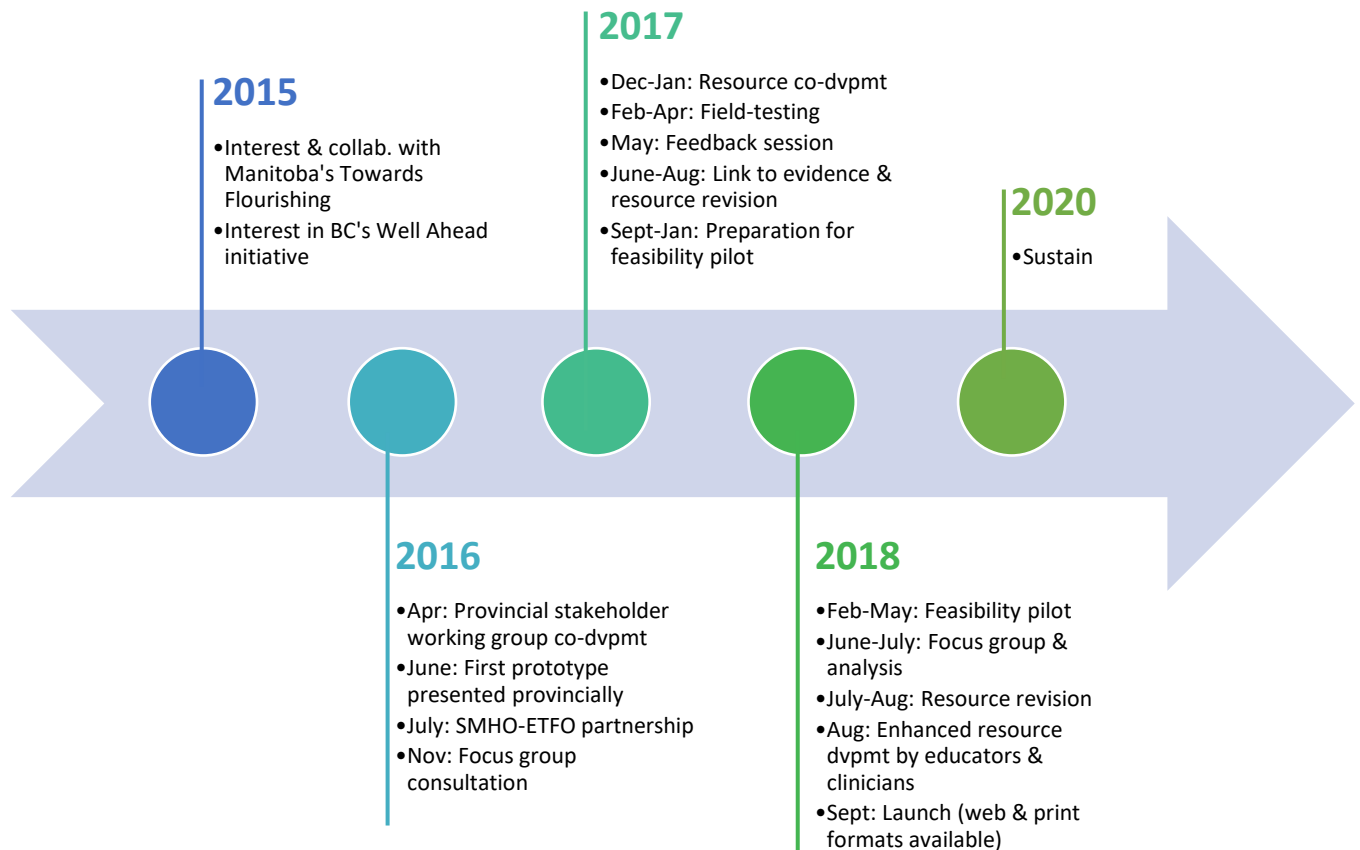 2015
•Interest & collab. with
Manitoba's Towards
Flourishing
•Interest in BC's Well Ahead
initiative
2016
•Apr: Provincial stakeholder
working group co-dvpmt
•June: First prototype
presented provincially
•July: SMHO-ETFO partnership
•Nov: Focus group
consultation
2017
•Dec-Jan: Resource co-dvpmt
•Feb-Apr: Field-testing
•May: Feedback session
•June-Aug: Link to evidence &
resource revision
•Sept-Jan: Preparation for
feasibility pilot
2018
•Feb-May: Feasibility pilot
•June-July: Focus group &
analysis
•July-Aug: Resource revision
•Aug: Enhanced resource
dvpmt by educators &
clinicians
•Sept: Launch (web & print
formats available)
2020
•Sustain